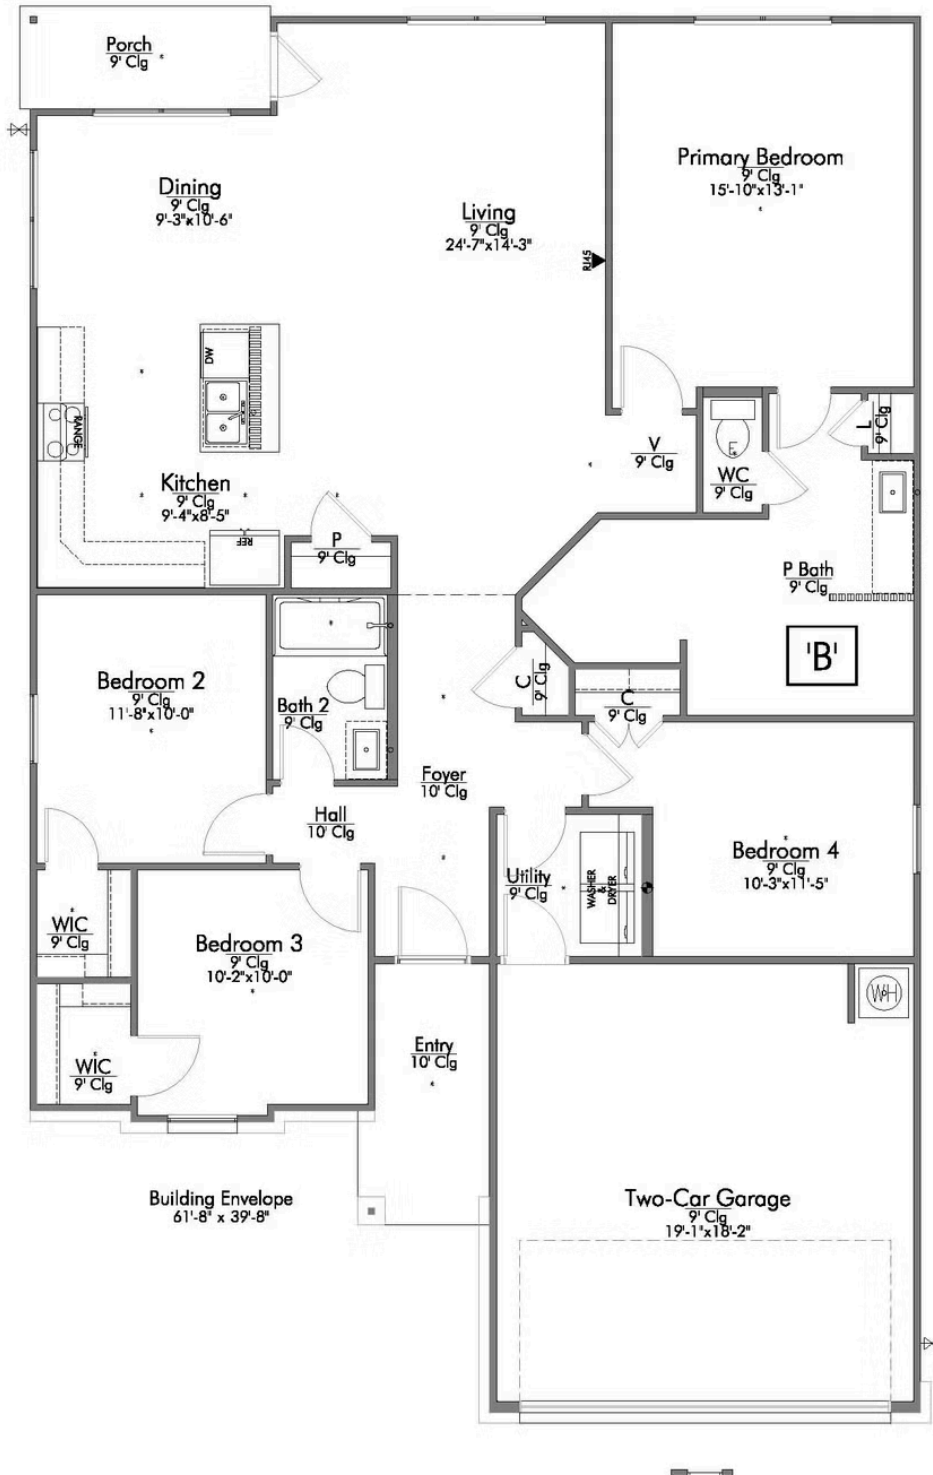 Porch
9' Clg
Primary Bedroom
9' Clg
15'-10"x13'-1"
Dining
9' Clg
9'-3"x10'-6"
Living
9' Clg
24'-7"x14'-3"
RJ45
DW
RANGE
Kitchen
9' Clg
9'-4"x8'-5"
REF
P
9' Clg
V
9' Clg
E
WC
9' Clg
L
9' Clg
P Bath
9' Clg
'B'
Bedroom 2
9' Clg
11'-8"x10'-0"
Bath 2
9' Clg
C
9' Clg
C
9' Clg
Foyer
10' Clg
Hall
10' Clg
Utility
9' Clg
WASHER
&
DRYER
Bedroom 4
9' Clg
10'-3"x11'-5"
WIC
9' Clg
Bedroom 3
9' Clg
10'-2"x10'-0"
WH
WIC
9' Clg
Entry
10' Clg
Building Envelope
61'-8" x 39'-8"
Two-Car Garage
9' Clg
19'-1"x18'-2"